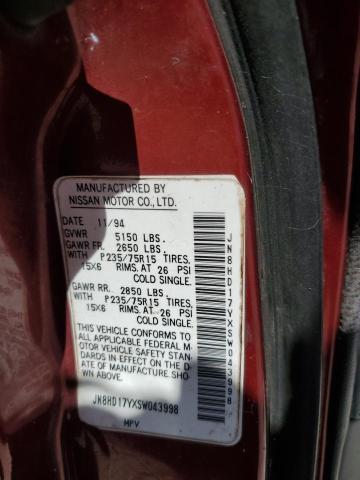 MANUFACTURED BY
NISSAN MOTOR CO., LTD.
DATE 11/94
GVWR 5150 LBS.
GAWR FR. 2650 LBS.
WITH P235/75R15 TIRES,
15X6 RIMS. AT 26 PSI
COLD SINGLE.
GAWR RR. 2850 LBS.
WITH P235/75R15 TIRES,
15X6 RIMS. AT 26 PSI
COLD SINGLE.
THIS VEHICLE CONFORMS TO
ALL APPLICABLE FEDERAL M-
OTOR VEHICLE SAFETY STAN-
DARDS IN EFFECT ON THE D-
ATE OF MANUFACTURE
SHOWN ABOVE.
JN8HD17YXSW043998
MPV
JN8HD17YXSW043998